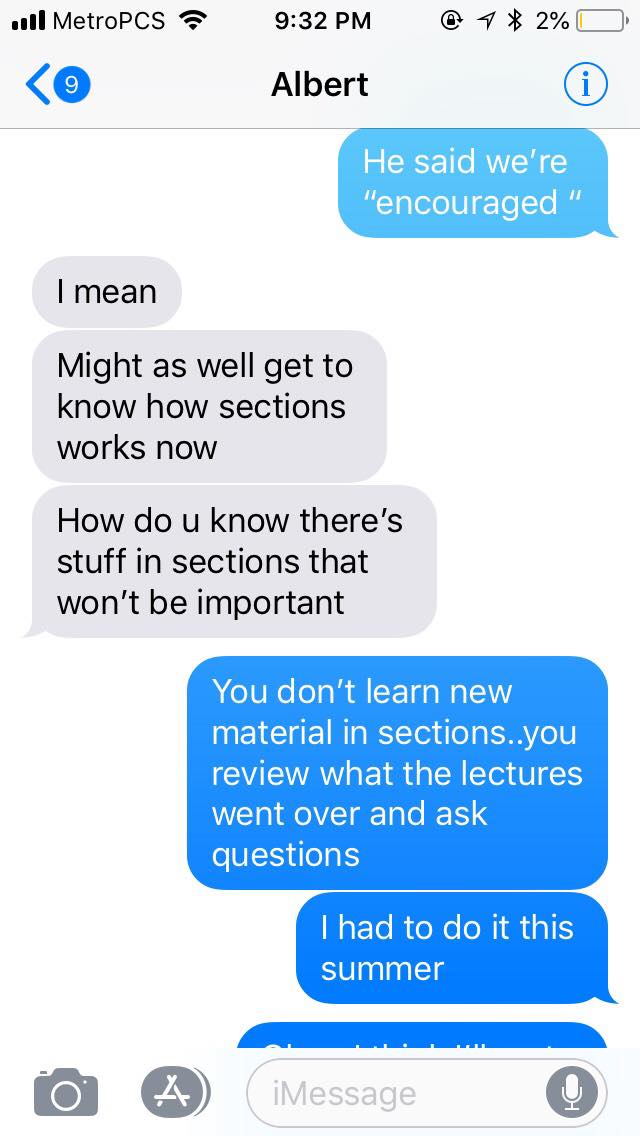 MetroPCS 9:32 PM 2%
9 Albert i
He said we’re
“encouraged “
I mean
Might as well get to
know how sections
works now
How do u know there’s
stuff in sections that
won’t be important
You don’t learn new
material in sections..you
review what the lectures
went over and ask
questions
I had to do it this
summer
I think I'll
iMessage